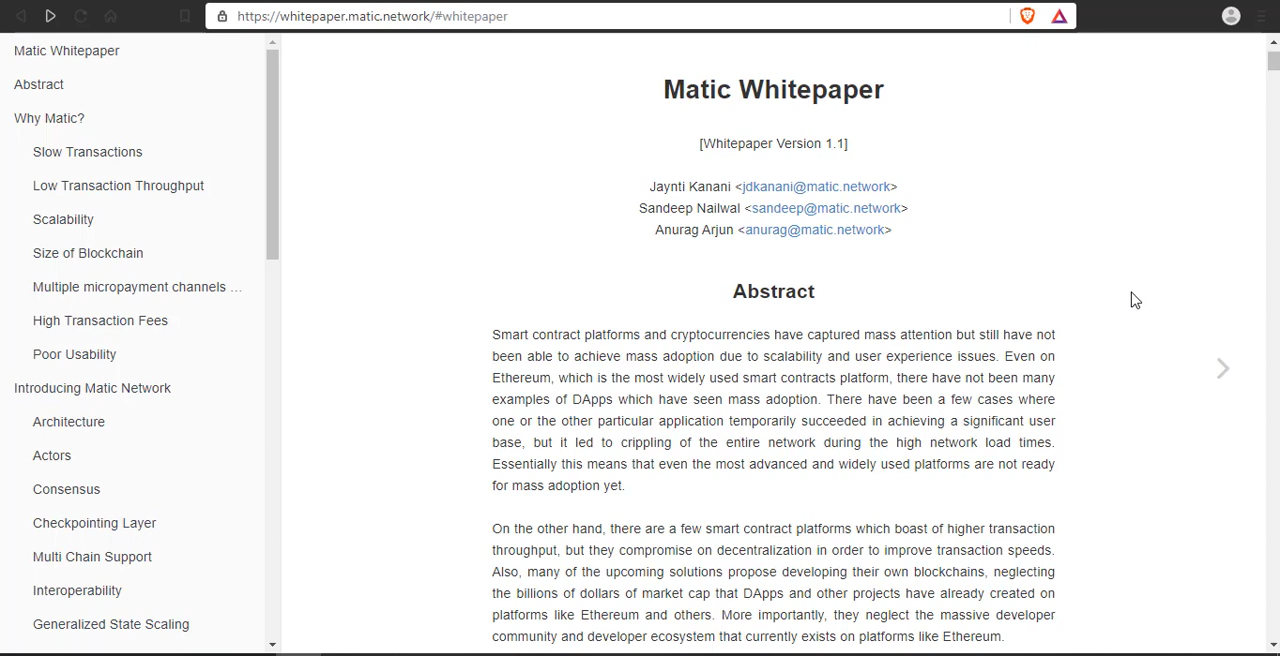 https://whitepaper.matic.network/#whitepaper
Matic Whitepaper
Abstract
Why Matic?
Slow Transactions
Low Transaction Throughput
Scalability
Size of Blockchain
Multiple micropayment channels …
High Transaction Fees
Poor Usability
Introducing Matic Network
Architecture
Actors
Consensus
Checkpointing Layer
Multi Chain Support
Interoperability
Generalized State Scaling
Matic Whitepaper
[Whitepaper Version 1.1]
Jaynti Kanani <jdkanani@matic.network>
Sandeep Nailwal <sandeep@matic.network>
Anurag Arjun <anurag@matic.network>
Abstract
Smart contract platforms and cryptocurrencies have captured mass attention but still have not
been able to achieve mass adoption due to scalability and user experience issues. Even on
Ethereum, which is the most widely used smart contracts platform, there have not been many
examples of DApps which have seen mass adoption. There have been a few cases where
one or the other particular application temporarily succeeded in achieving a significant user
base, but it led to crippling of the entire network during the high network load times.
Essentially this means that even the most advanced and widely used platforms are not ready
for mass adoption yet.
On the other hand, there are a few smart contract platforms which boast of higher transaction
throughput, but they compromise on decentralization in order to improve transaction speeds.
Also, many of the upcoming solutions propose developing their own blockchains, neglecting
the billions of dollars of market cap that DApps and other projects have already created on
platforms like Ethereum and others. More importantly, they neglect the massive developer
community and developer ecosystem that currently exists on platforms like Ethereum.